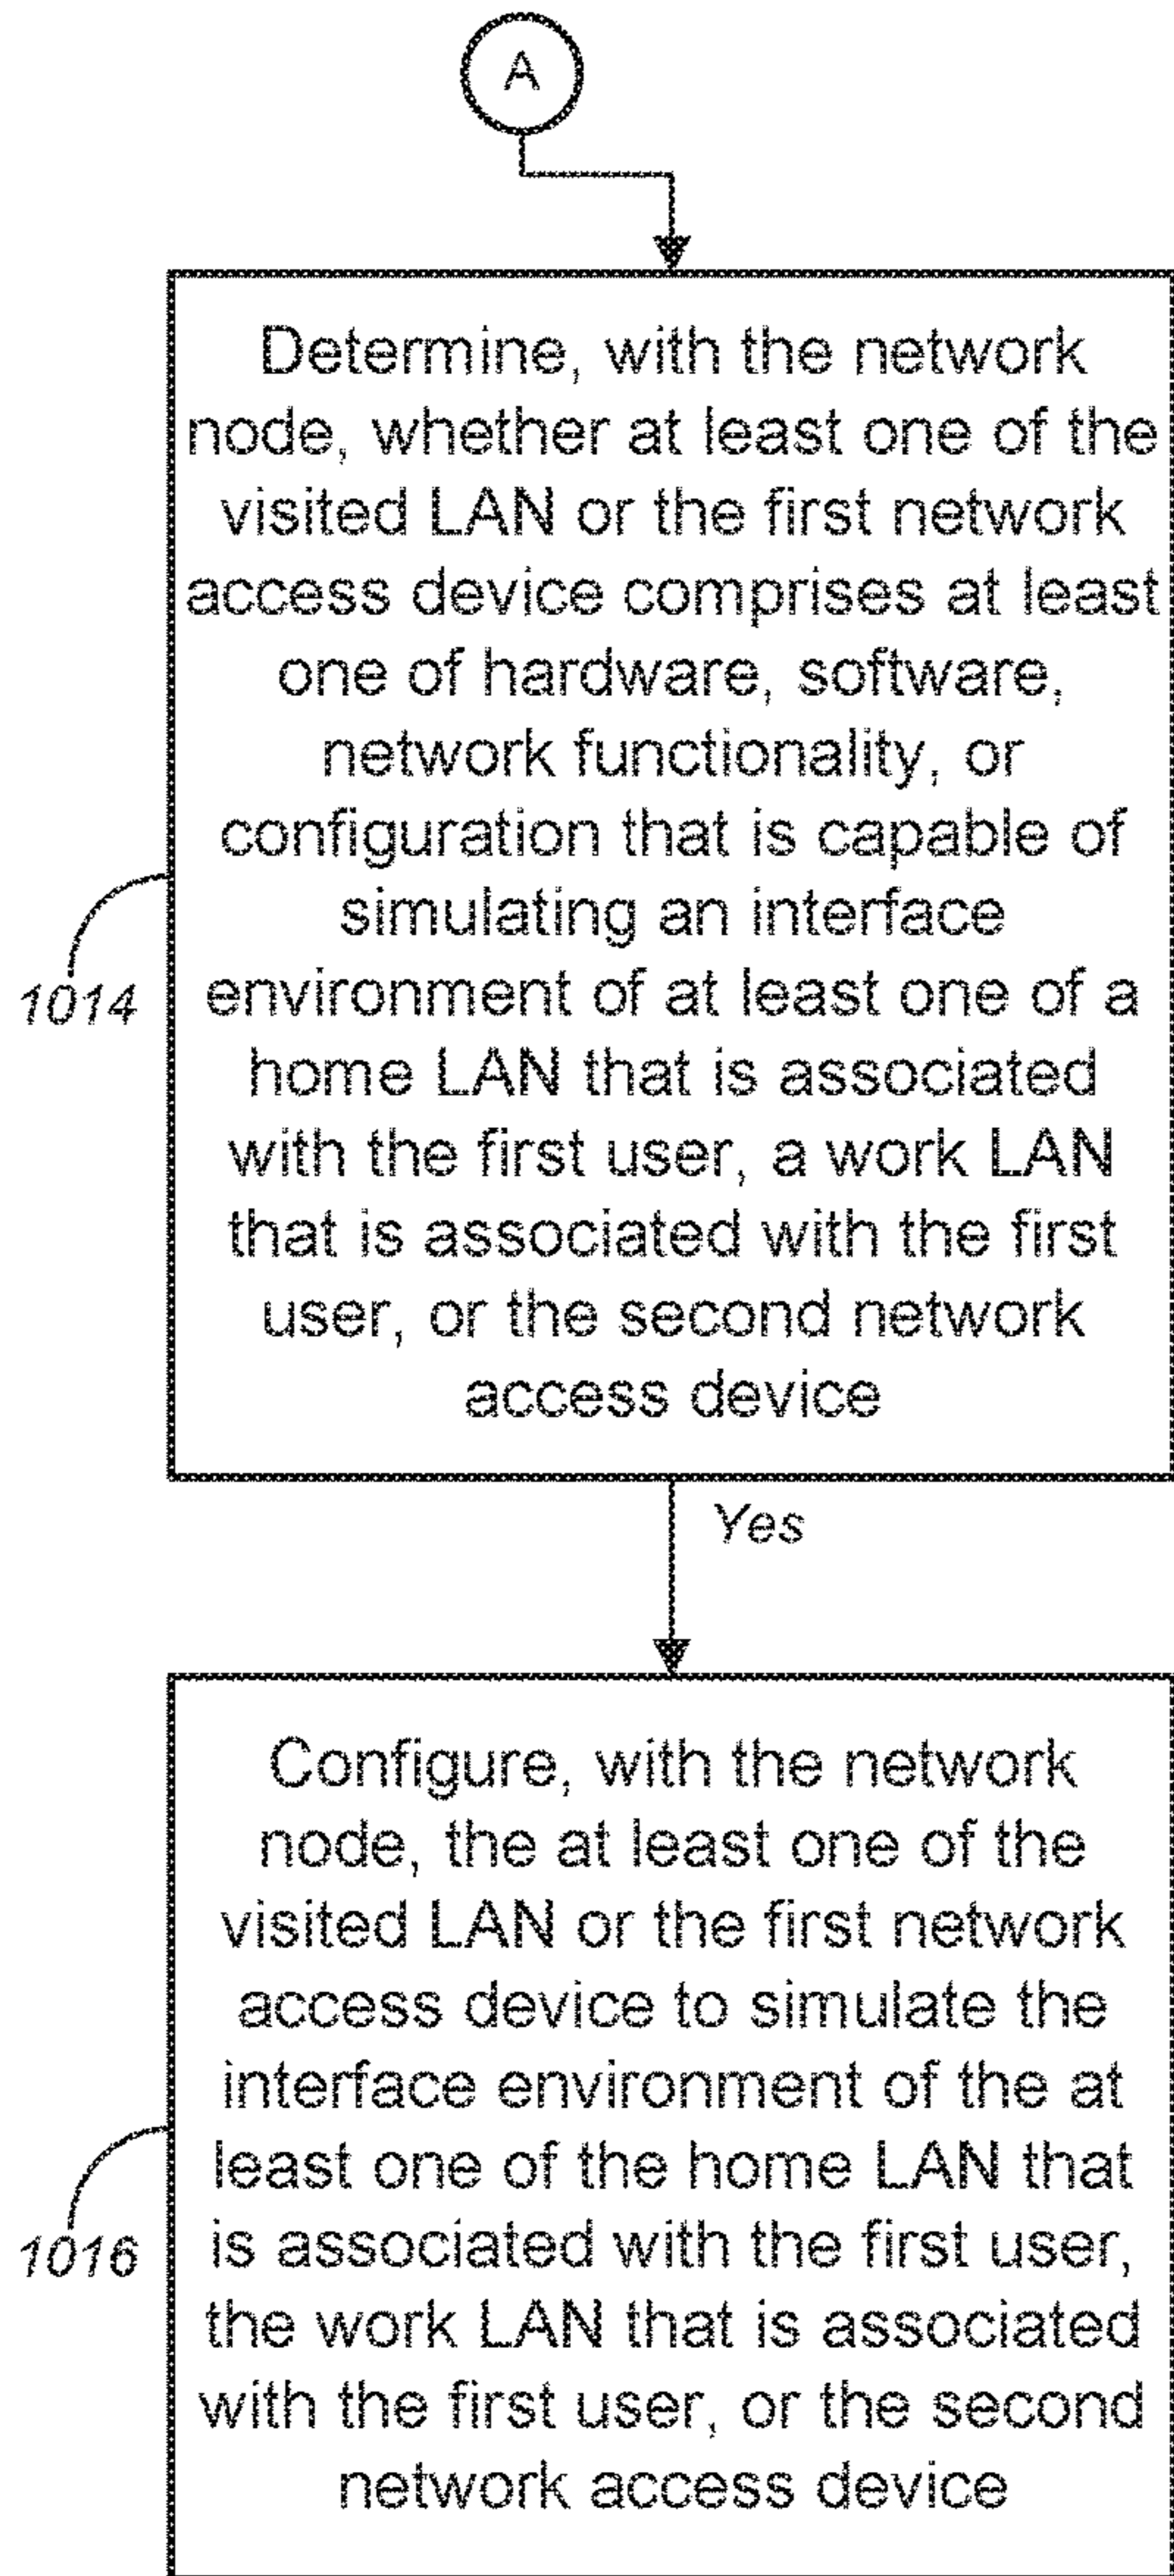 A
Determine, with the network
node, whether at least one of the
visited LAN or the first network
access device comprises at least
one of hardware, software,
network functionality, or
configuration that is capable of
simulating an interface
environment of at least one of a
home LAN that is associated
with the first user, a work LAN
that is associated with the first
user, or the second network
access device
1014
Yes
Configure, with the network
node, the at least one of the
visited LAN or the first network
access device to simulate the
interface environment of the at
least one of the home LAN that
is associated with the first user,
the work LAN that is associated
with the first user, or the second
network access device
1016